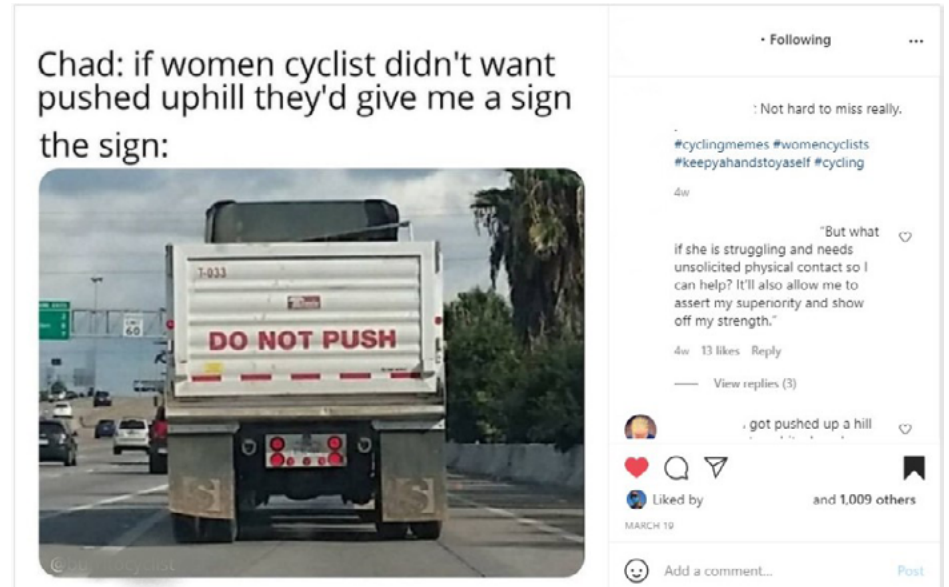 Chad: if women cyclist didn't want
pushed uphill they'd give me a sign
the sign:
T-033
DO NOT PUSH
60
• Following
...
: Not hard to miss really.
.
#cyclingmemes #womencyclists
#keepyahandstoyaself #cycling
4w
"But what
if she is struggling and needs
unsolicited physical contact so I
can help? It'll also allow me to
assert my superiority and show
off my strength."
4w 13 likes Reply
View replies (3)
. got pushed up a hill
Liked by and 1,009 others
MARCH 19
Add a comment... Post